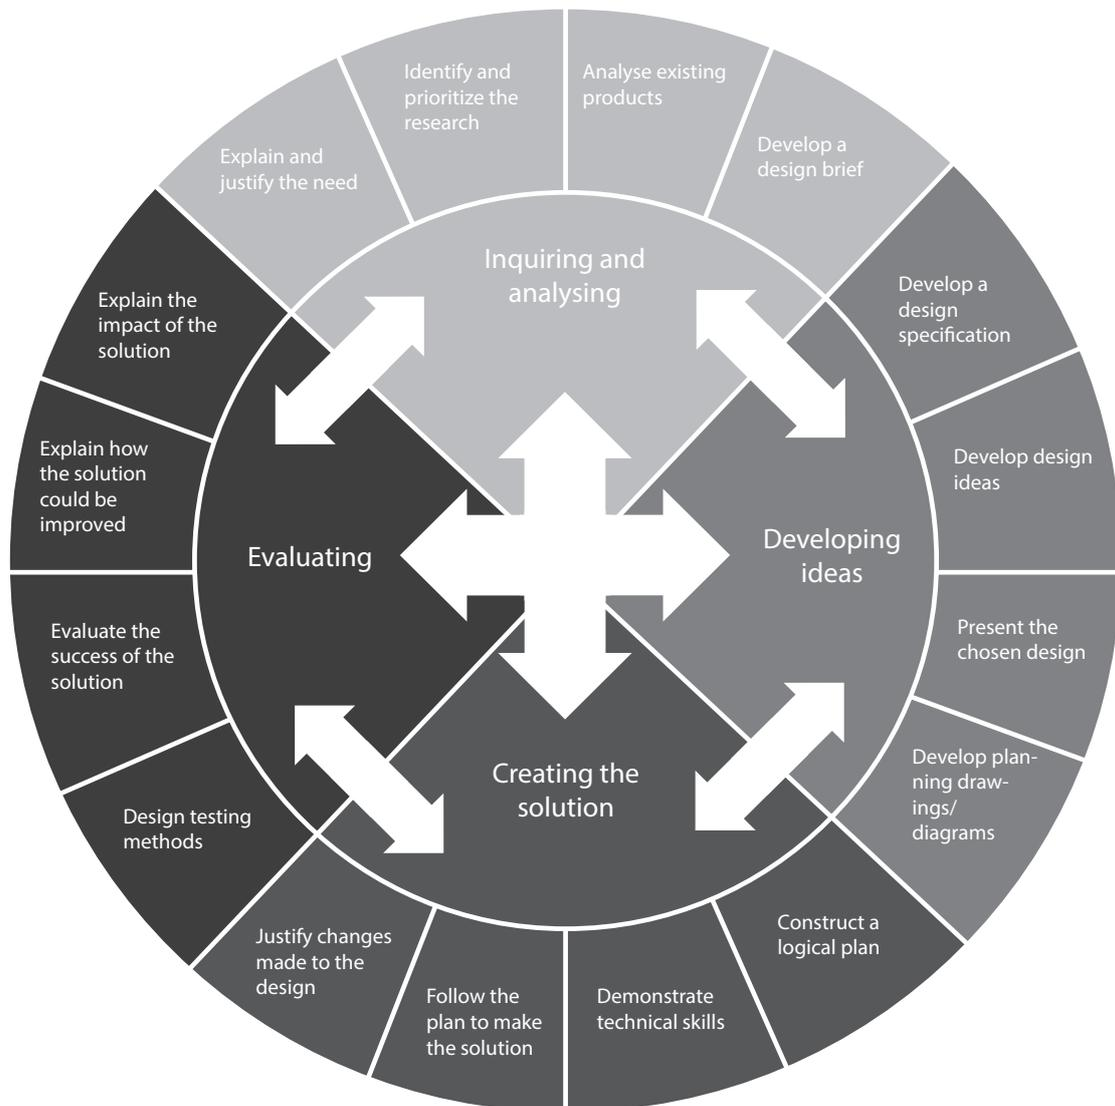 Identify and
prioritize the
research
Analyse existing
products
Explain and
justify the need
Develop a
design brief
Inquiring and
analysing
Explain the
impact of the
solution
Develop a
design
specification
Explain how
the solution
could be
improved
Develop design
ideas
Evaluating
Developing
ideas
Evaluate the
success of the
solution
Present the
chosen design
Creating the
solution
Develop plan-
ning draw-
ings/
diagrams
Design testing
methods
Construct a
logical plan
Justify changes
made to the
design
Follow the
plan to make
the solution
Demonstrate
technical skills